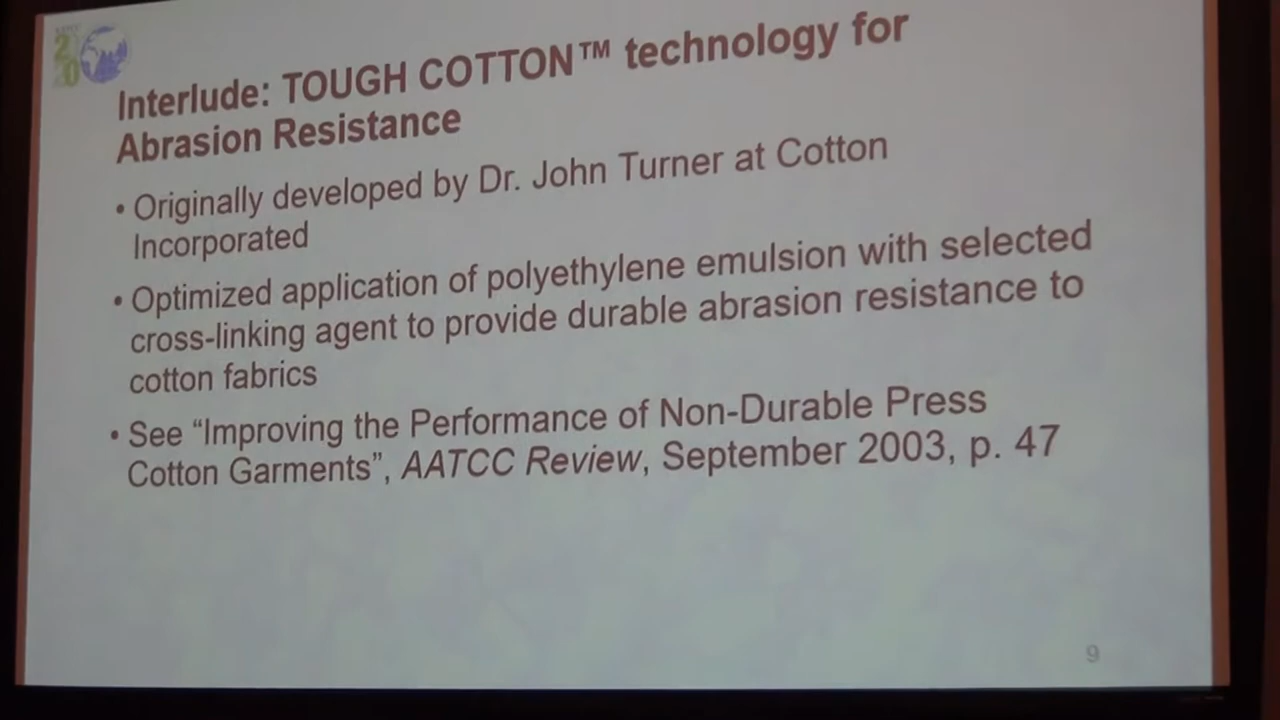 Interlude: TOUGH COTTON™ technology for
Abrasion Resistance
• Originally developed by Dr. John Turner at Cotton
Incorporated
• Optimized application of polyethylene emulsion with selected
cross-linking agent to provide durable abrasion resistance to
cotton fabrics
• See “Improving the Performance of Non-Durable Press
Cotton Garments”, AATCC Review, September 2003, p. 47
9